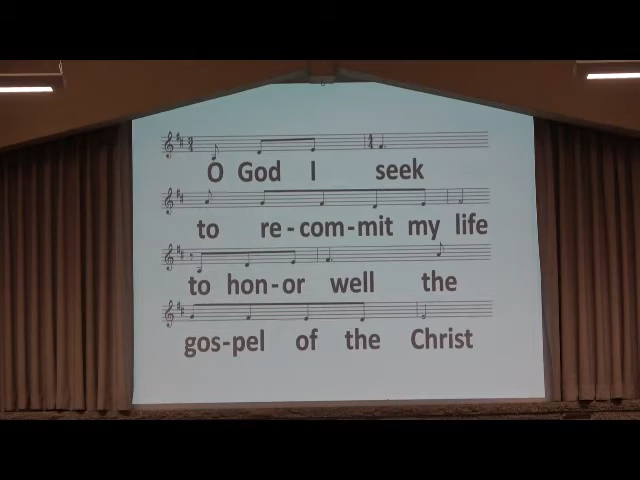 O God I seek
to re-com-mit my life
to hon-or well the
gos-pel of the Christ